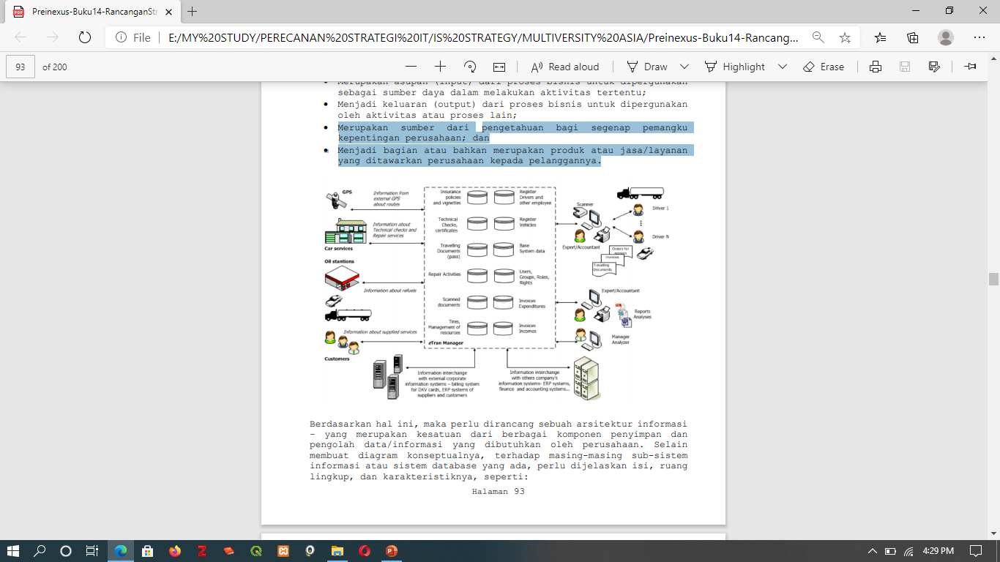 Preinexus-Buku14-RancanganStr
File
E:/MY%20STUDY/PERECANAN%20STRATEGI%20IT/IS%20STRATEGY/MULTIVERSITY%20ASIA/Preinexus-Buku14-Rancang...
93
of 200
Read aloud
Draw
Highlight
Erase
Merupakan asupan (input) dari proses bisnis untuk dipergunakan
sebagai sumber daya dalam melakukan aktivitas tertentu;
Menjadi keluaran (output) dari proses bisnis untuk dipergunakan
oleh aktivitas atau proses lain;
Merupakan sumber dari pengetahuan bagi segenap pemangku
kepentingan perusahaan; dan
Menjadi bagian atau bahkan merupakan produk atau jasa/layanan
yang ditawarkan perusahaan kepada pelanggannya.
GPS
Information from
external GPS
about routes
Information about
Technical checks and
Repair services
Car services
Oil stantions
Information about refuels
Information about supplied services
Customers
Insurance
policies
and vignettes
Register
Drivers and
other employee
Technical
Checks,
certificates
Register
Vehicles
Travelling
Documents
(pass)
Base
System data
Repair Activities
Users,
Groups, Roles,
Rights
Scanned
documents
Invoices
Expenditures
Tires,
Management of
resources
Invoices
Incomes
eTran Manager
Scanner
Driver 1
Driver N
Expert/Accountant
Orders for
mission
Invoices
Travelling
Documents
Expert/Accountant
Reports
Analyses
Manager
Analyzer
Information interchange
with external corporate
information systems – billing system
for DKV cards, ERP systems of
suppliers and customers
Information interchange
with others company's
information systems- ERP systems,
finance and accounting systems...
Berdasarkan hal ini, maka perlu dirancang sebuah arsitektur informasi
– yang merupakan kesatuan dari berbagai komponen penyimpan dan
pengolah data/informasi yang dibutuhkan oleh perusahaan. Selain
membuat diagram konseptualnya, terhadap masing-masing sub-sistem
informasi atau sistem database yang ada, perlu dijelaskan isi, ruang
lingkup, dan karakteristiknya, seperti:
Halaman 93
4:29 PM